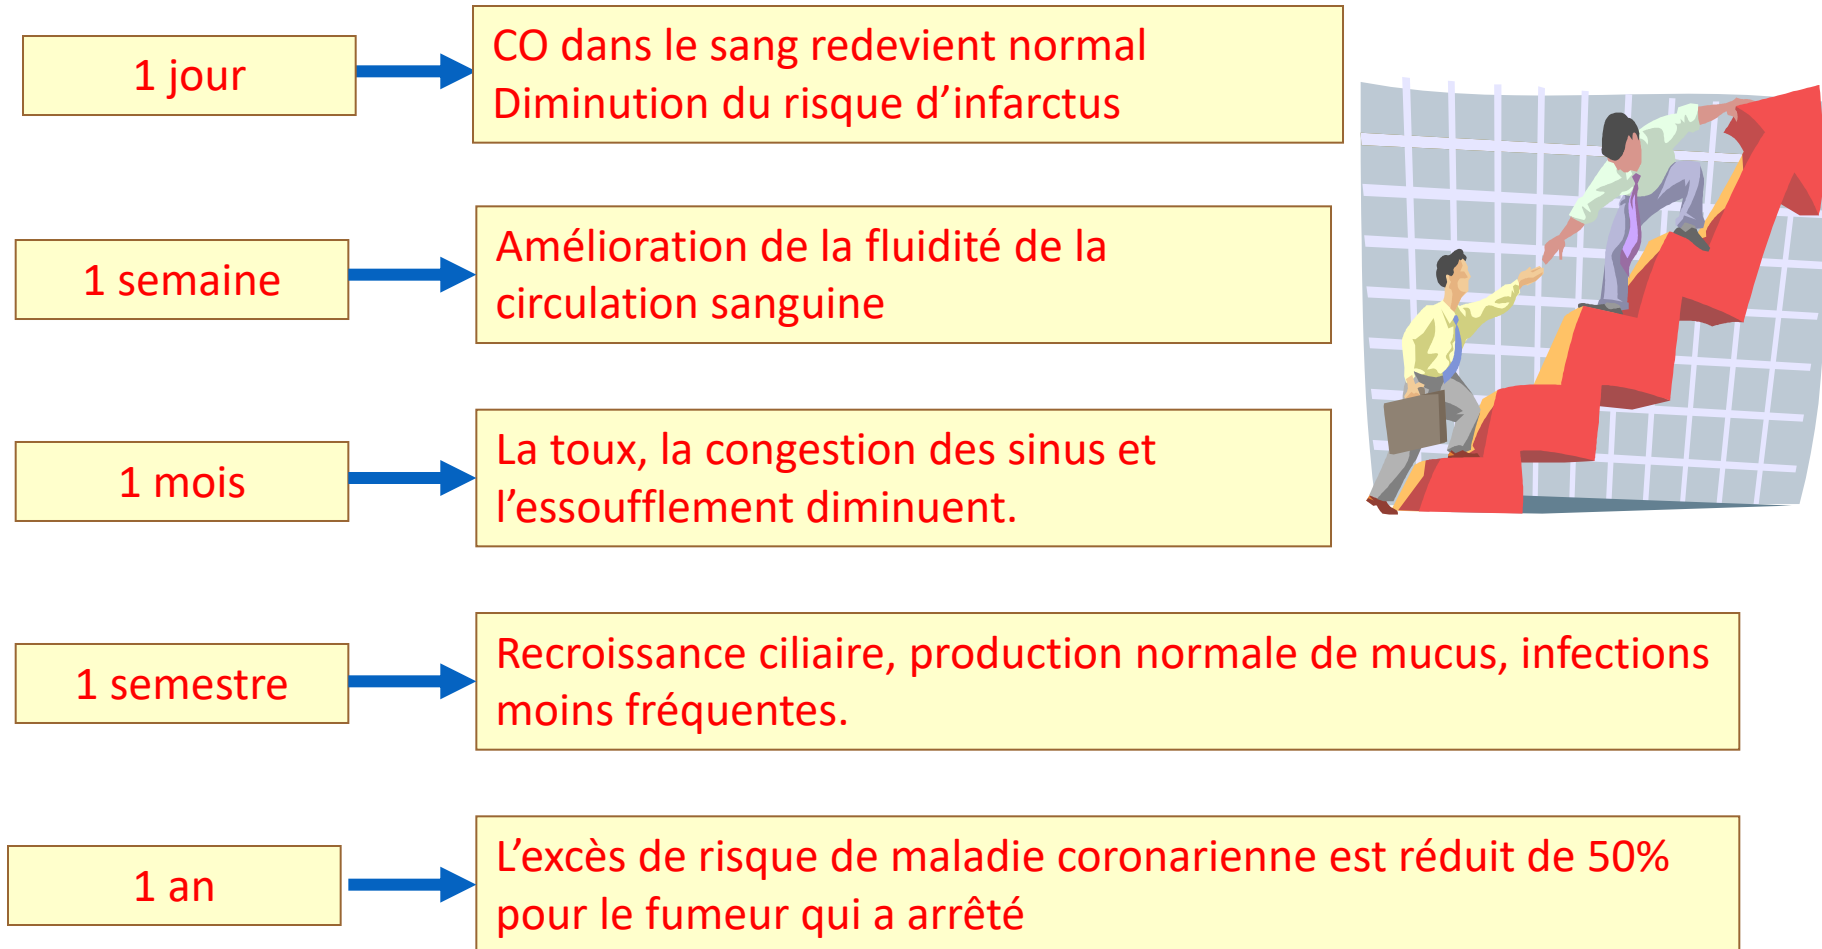 1 jour
CO dans le sang redevient normal
Diminution du risque d’infarctus
1 semaine
Amélioration de la fluidité de la
circulation sanguine
1 mois
La toux, la congestion des sinus et
l’essoufflement diminuent.
1 semestre
Recroissance ciliaire, production normale de mucus, infections
moins fréquentes.
1 an
L’excès de risque de maladie coronarienne est réduit de 50%
pour le fumeur qui a arrêté